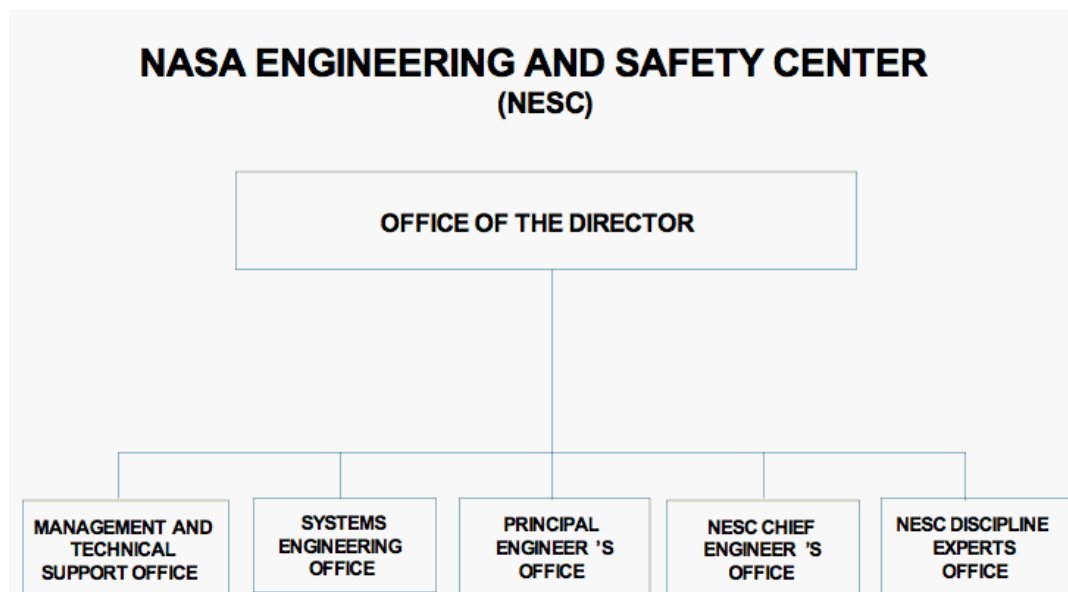 NASA ENGINEERING AND SAFETY CENTER
(NESC)
OFFICE OF THE DIRECTOR
MANAGEMENT AND
TECHNICAL
SUPPORT OFFICE
SYSTEMS
ENGINEERING
OFFICE
PRINCIPAL
ENGINEER ’S
OFFICE
NESC CHIEF
ENGINEER ’S
OFFICE
NESC DISCIPLINE
EXPERTS
OFFICE